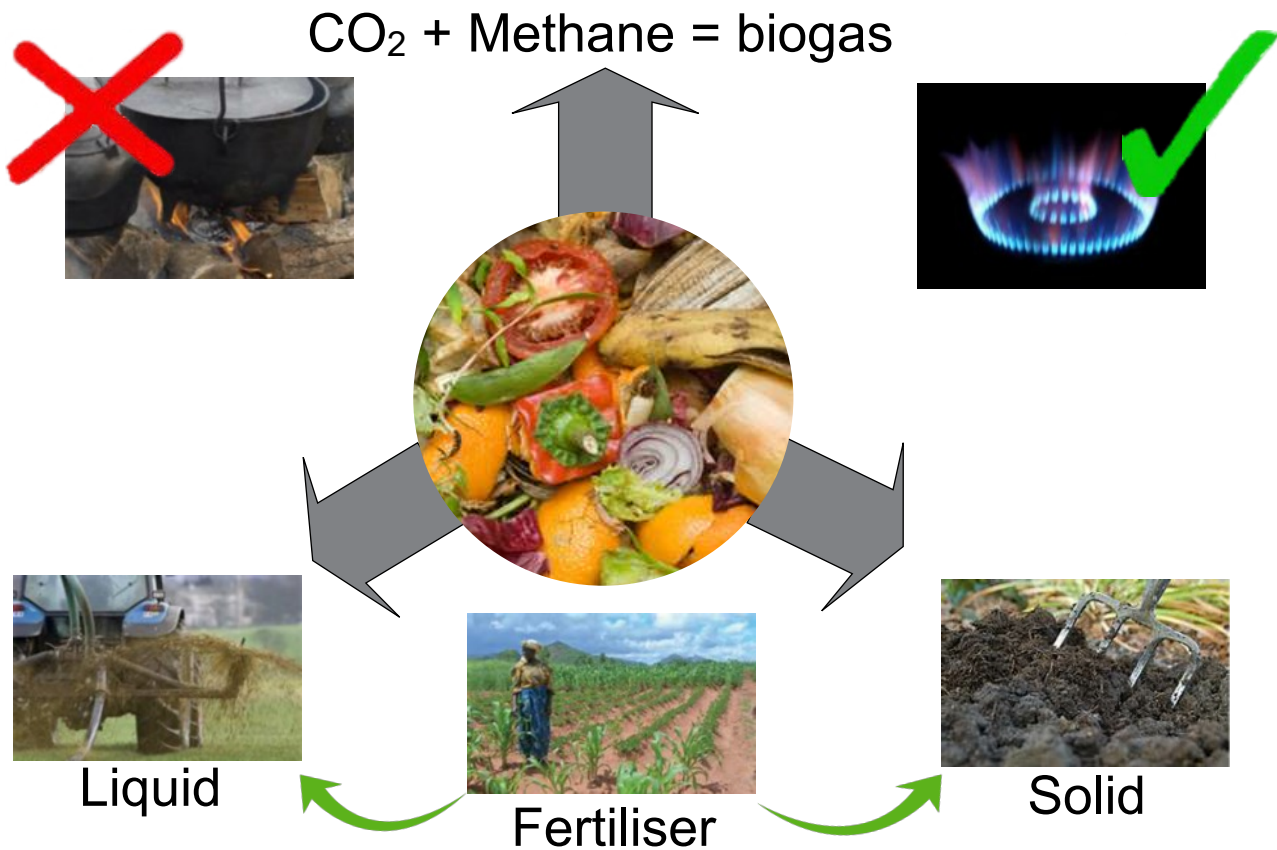 CO₂ + Methane = biogas
Liquid
Fertiliser
Solid